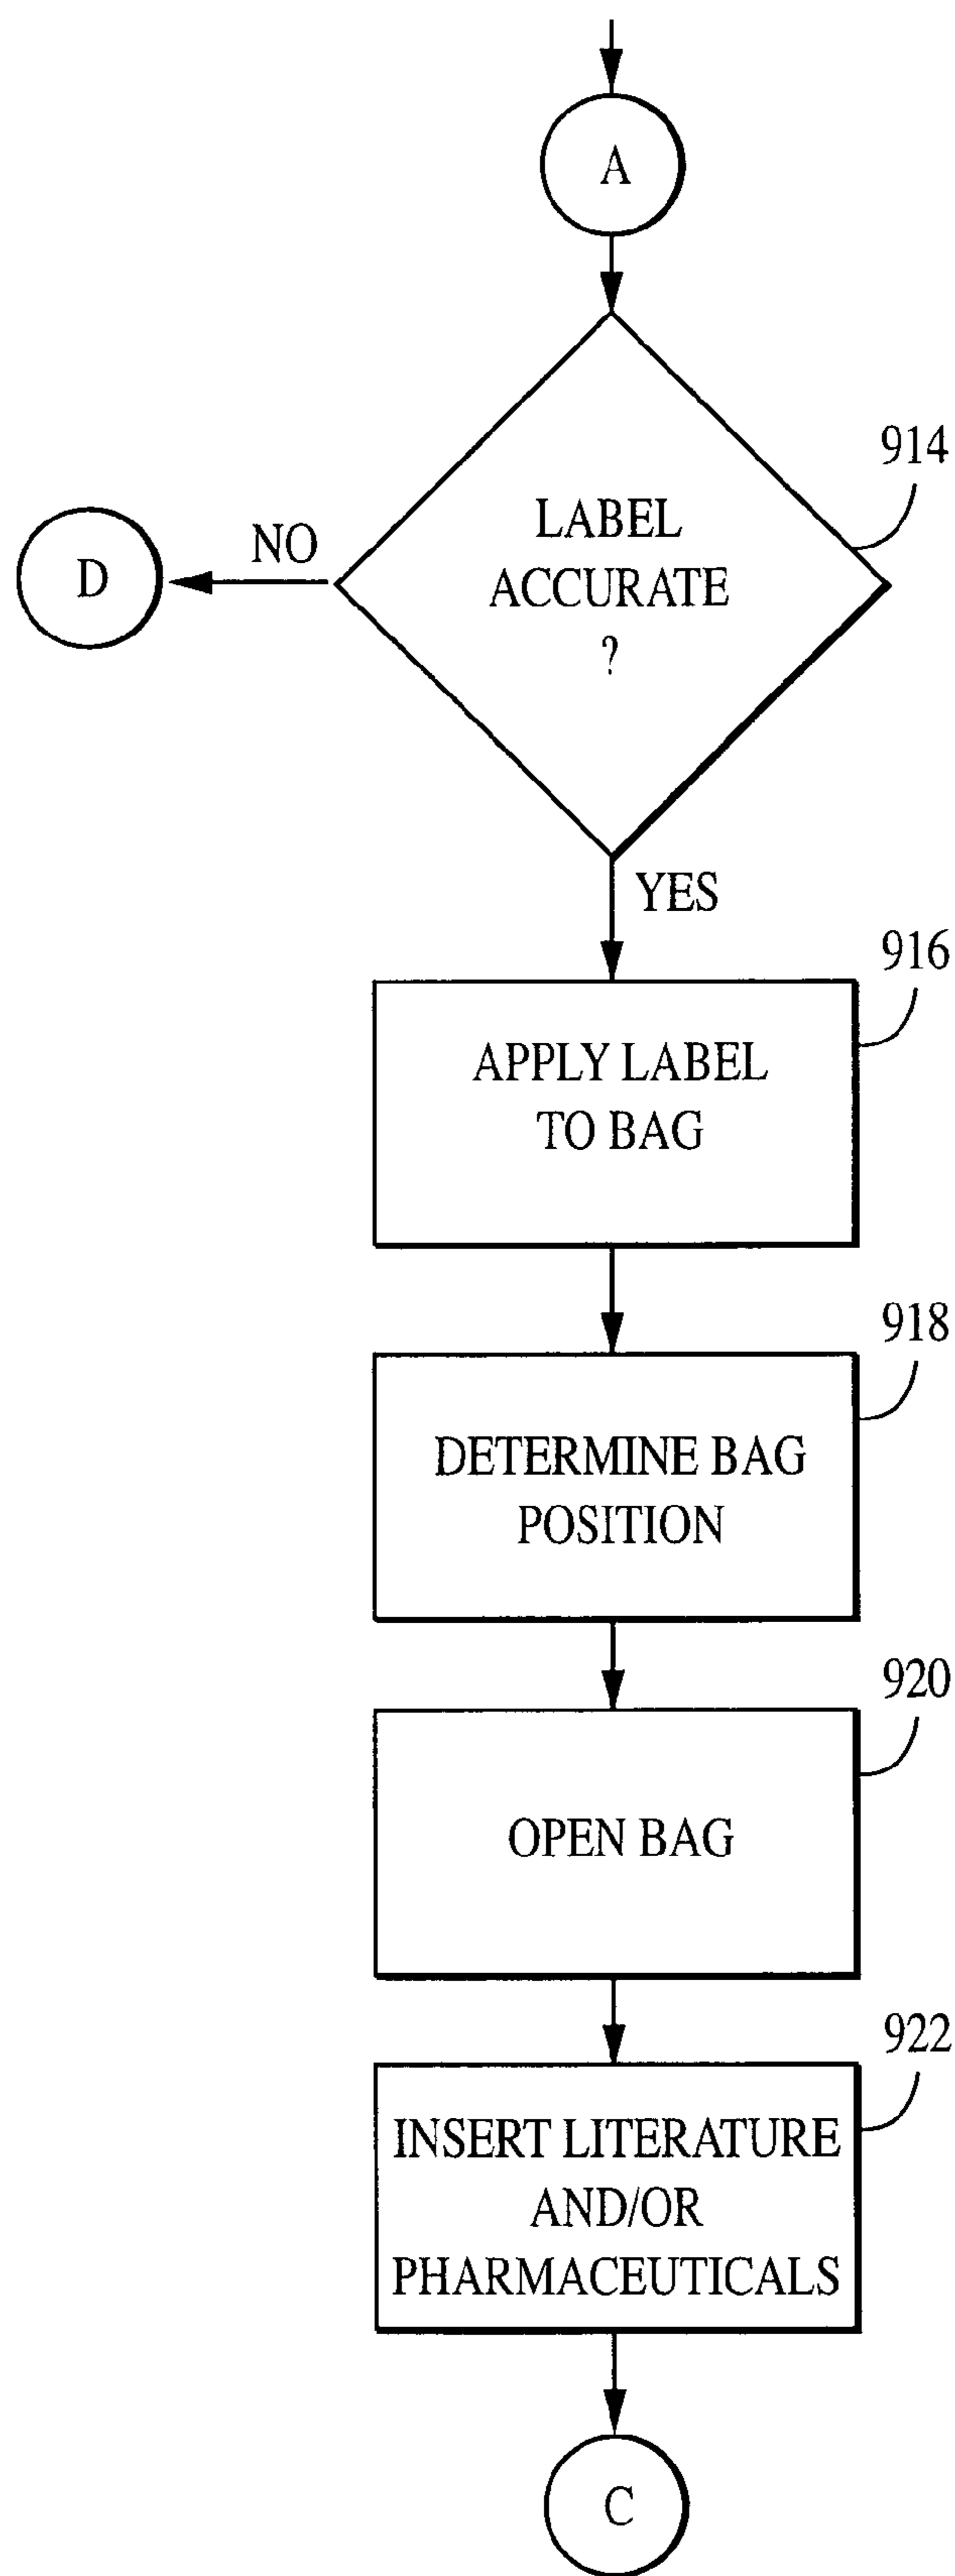 A
914
LABEL
ACCURATE
?
NO
D
YES
916
APPLY LABEL
TO BAG
918
DETERMINE BAG
POSITION
920
OPEN BAG
922
INSERT LITERATURE
AND/OR
PHARMACEUTICALS
C